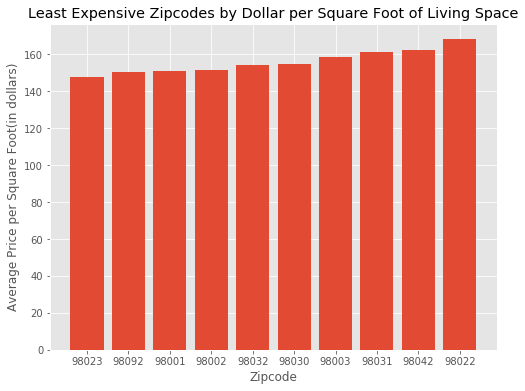 Least Expensive Zipcodes by Dollar per Square Foot of Living Space
Average Price per Square Foot(in dollars)
160
140
120
100
80
60
40
20
0
98023 98092 98001 98002 98032 98030 98003 98031 98042 98022
Zipcode